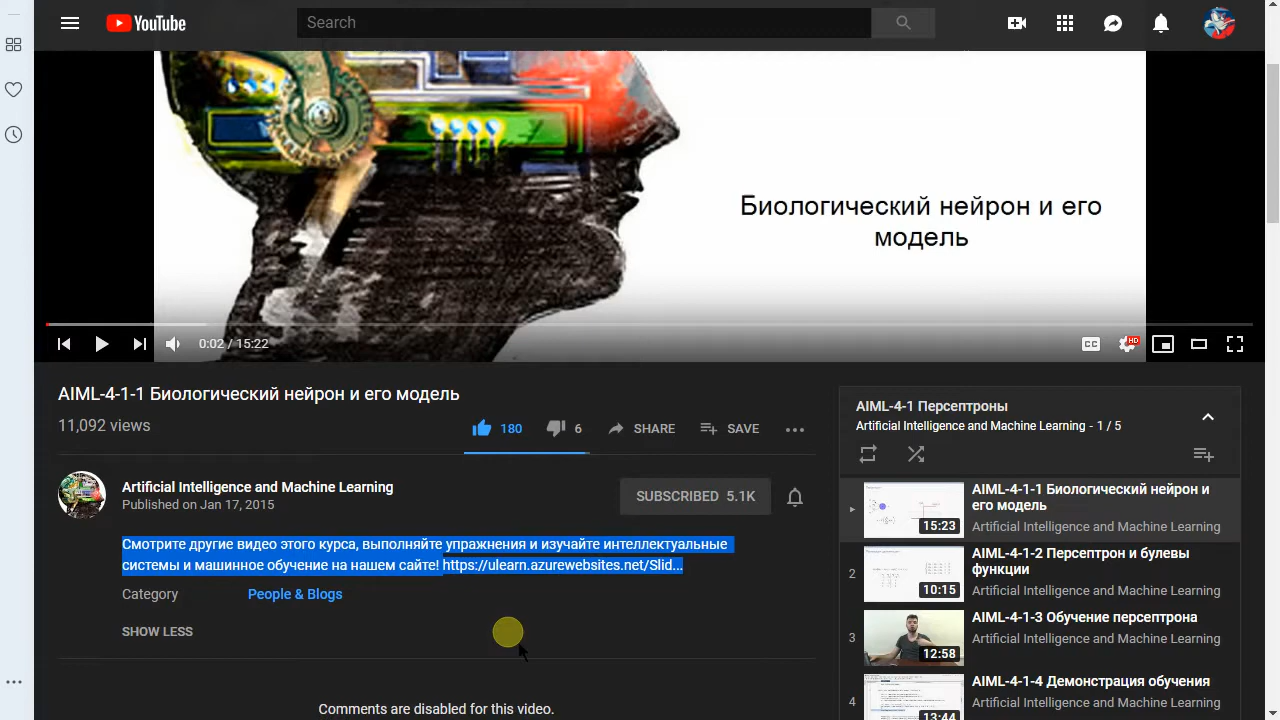 YouTube
Search
Биологический нейрон и его
модель
0:02 / 15:22
CC
HD
AIML-4-1-1 Биологический нейрон и его модель
11,092 views
180
6
SHARE
SAVE
Artificial Intelligence and Machine Learning
Published on Jan 17, 2015
SUBSCRIBED 5.1K
Смотрите другие видео этого курса, выполняйте упражнения и изучайте интеллектуальные
системы и машинное обучение на нашем сайте! https://ulearn.azurewebsites.net/Slid...
Category
People & Blogs
SHOW LESS
Comments are disabled for this video.
AIML-4-1 Персептроны
Artificial Intelligence and Machine Learning - 1 / 5
15:23
AIML-4-1-1 Биологический нейрон и
его модель
Artificial Intelligence and Machine Learning
2
10:15
AIML-4-1-2 Персептрон и булевы
функции
Artificial Intelligence and Machine Learning
3
12:58
AIML-4-1-3 Обучение персептрона
Artificial Intelligence and Machine Learning
4
13:44
AIML-4-1-4 Демонстрация обучения
Artificial Intelligence and Machine Learning